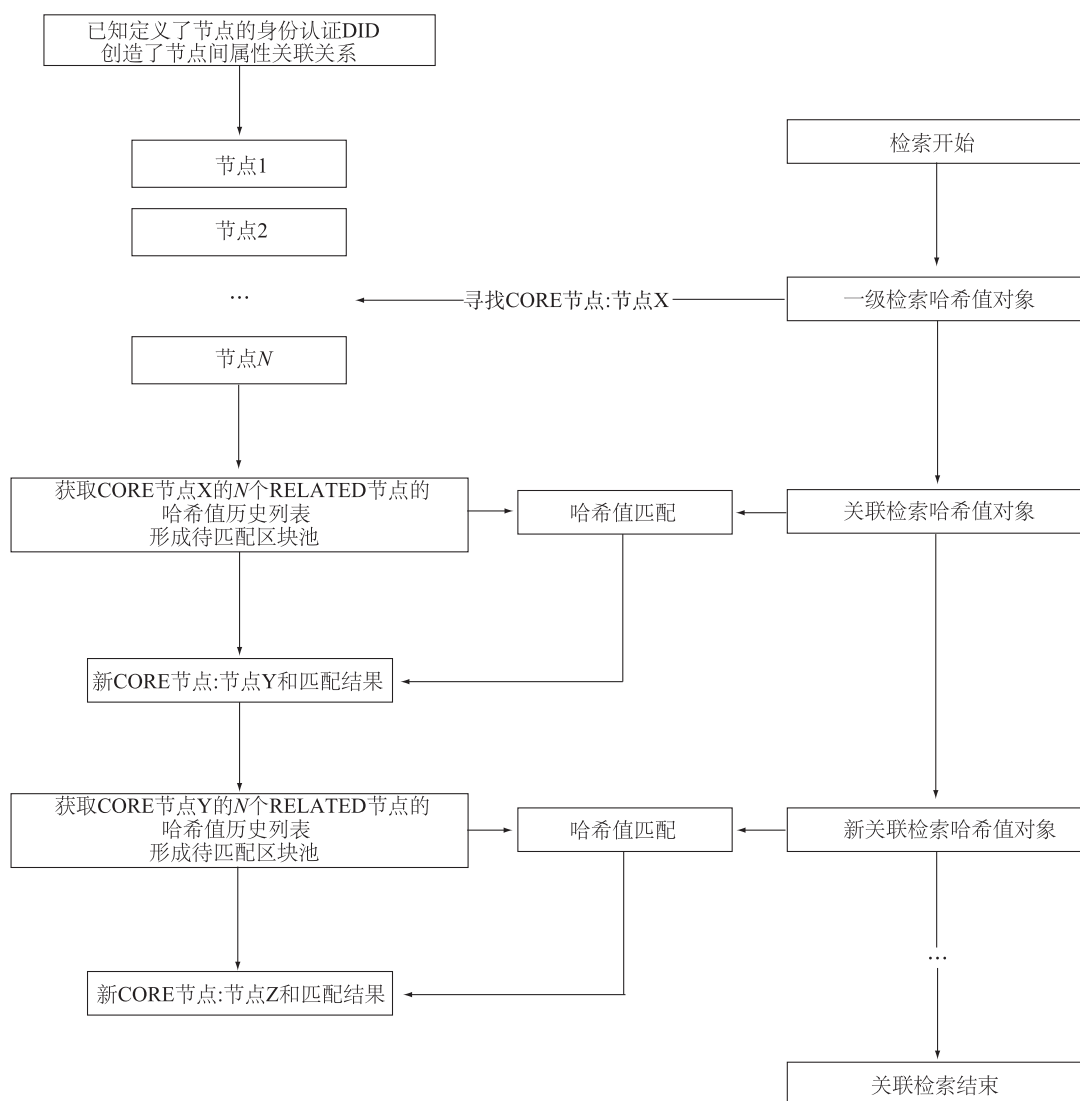 已知定义了节点的身份认证DID
创造了节点间属性关联关系
节点1
检索开始
节点2
…
寻找CORE节点:节点X
一级检索哈希值对象
节点N
获取CORE节点X的N个RELATED节点的
哈希值历史列表
形成待匹配区块池
哈希值匹配
关联检索哈希值对象
新CORE节点:节点Y和匹配结果
获取CORE节点Y的N个RELATED节点的
哈希值历史列表
形成待匹配区块池
哈希值匹配
新关联检索哈希值对象
…
新CORE节点:节点Z和匹配结果
关联检索结束